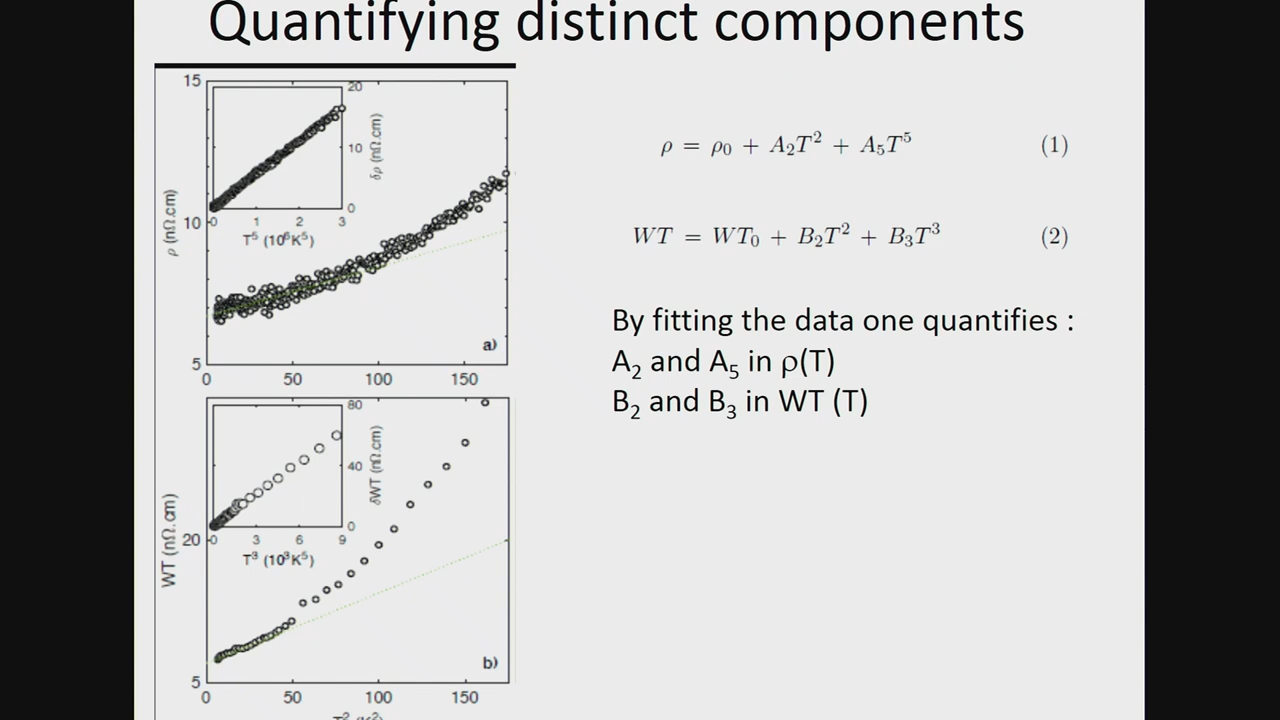 Quantifying distinct components
15
20
10
δρ (nΩ.cm)
0
0 1 2 3
T⁵ (10⁶K⁵)
ρ (nΩ.cm)
10
a)
5
0 50 100 150
ρ = ρ₀ + A₂T² + A₅T⁵ (1)
WT = WT₀ + B₂T² + B₃T³ (2)
By fitting the data one quantifies :
A₂ and A₅ in ρ(T)
B₂ and B₃ in WT (T)
80
40
δWT (nΩ.cm)
0
0 3 6 9
T³ (10³K⁵)
WT (nΩ.cm)
20
b)
5
0 50 100 150
T² (K²)